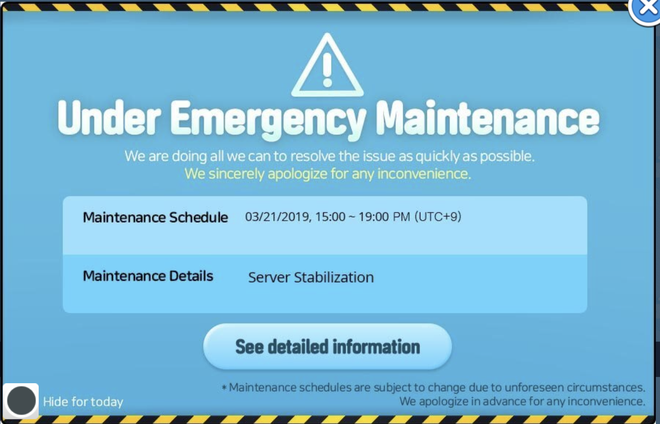 Under Emergency Maintenance
We are doing all we can to resolve the issue as quickly as possible.
We sincerely apologize for any inconvenience.
Maintenance Schedule 03/21/2019, 15:00 ~ 19:00 PM (UTC+9)
Maintenance Details Server Stabilization
See detailed information
* Maintenance schedules are subject to change due to unforeseen circumstances.
We apologize in advance for any inconvenience.
Hide for today